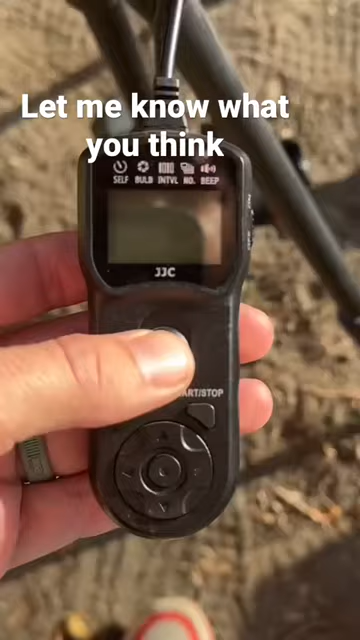 Let me know what
you think
SELF BULB INTVL NO. BEEP
JJC
START/STOP